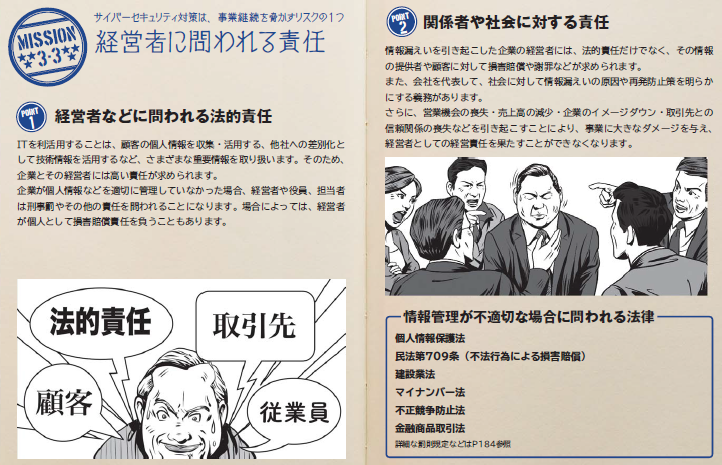 MISSION
3・3
サイバーセキュリティ対策は、事業継続を脅かすリスクの1つ
経営者に問われる責任
POINT
1
経営者などに問われる法的責任
ITを利活用することは、顧客の個人情報を収集・活用する、他社への差別化と
して技術情報を活用するなど、さまざまな重要情報を取り扱います。そのため、
企業とその経営者には高い責任が求められます。
企業が個人情報などを適切に管理していなかった場合、経営者や役員、担当者
は刑事罰やその他の責任を問われることになります。場合によっては、経営者
が個人として損害賠償責任を負うこともあります。
法的責任
取引先
顧客
従業員
POINT
2
関係者や社会に対する責任
情報漏えいを引き起こした企業の経営者には、法的責任だけでなく、その情報
の提供者や顧客に対して損害賠償や謝罪などが求められます。
また、会社を代表して、社会に対して情報漏えいの原因や再発防止策を明らか
にする義務があります。
さらに、営業機会の喪失・売上高の減少・企業のイメージダウン・取引先との
信頼関係の喪失などを引き起こすことにより、事業に大きなダメージを与え、
経営者としての経営責任を果たすことができなくなります。
情報管理が不適切な場合に問われる法律
個人情報保護法
民法第709条（不法行為による損害賠償）
建設業法
マイナンバー法
不正競争防止法
金融商品取引法
詳細な罰則規定などはP184参照